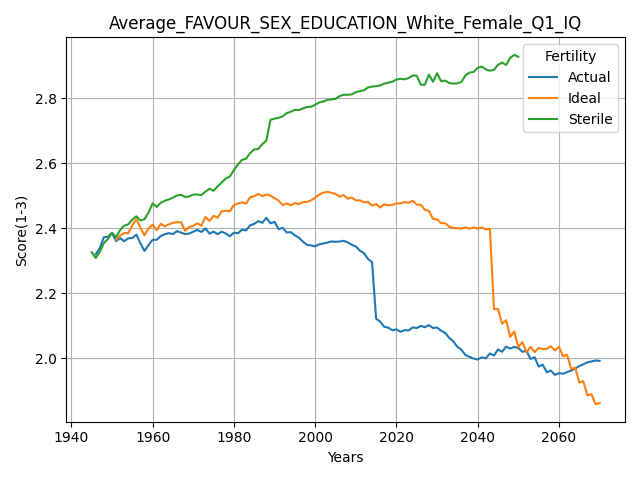 Average_FAVOUR_SEX_EDUCATION_White_Female_Q1_IQ
Score(1-3)
2.8
2.6
2.4
2.2
2.0
1940
1960
1980
2000
2020
2040
2060
Years
Fertility
Actual
Ideal
Sterile